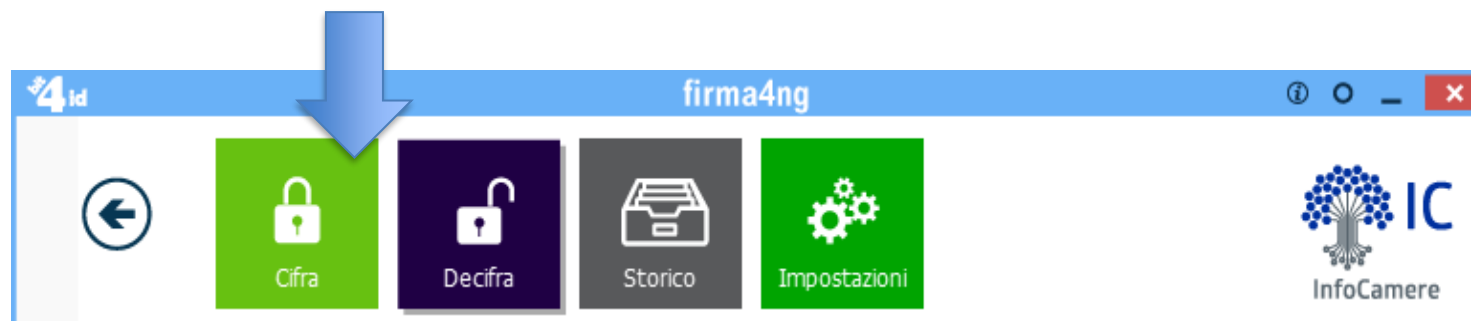 4id
firma4ng
Cifra
Decifra
Storico
Impostazioni
IC
InfoCamere